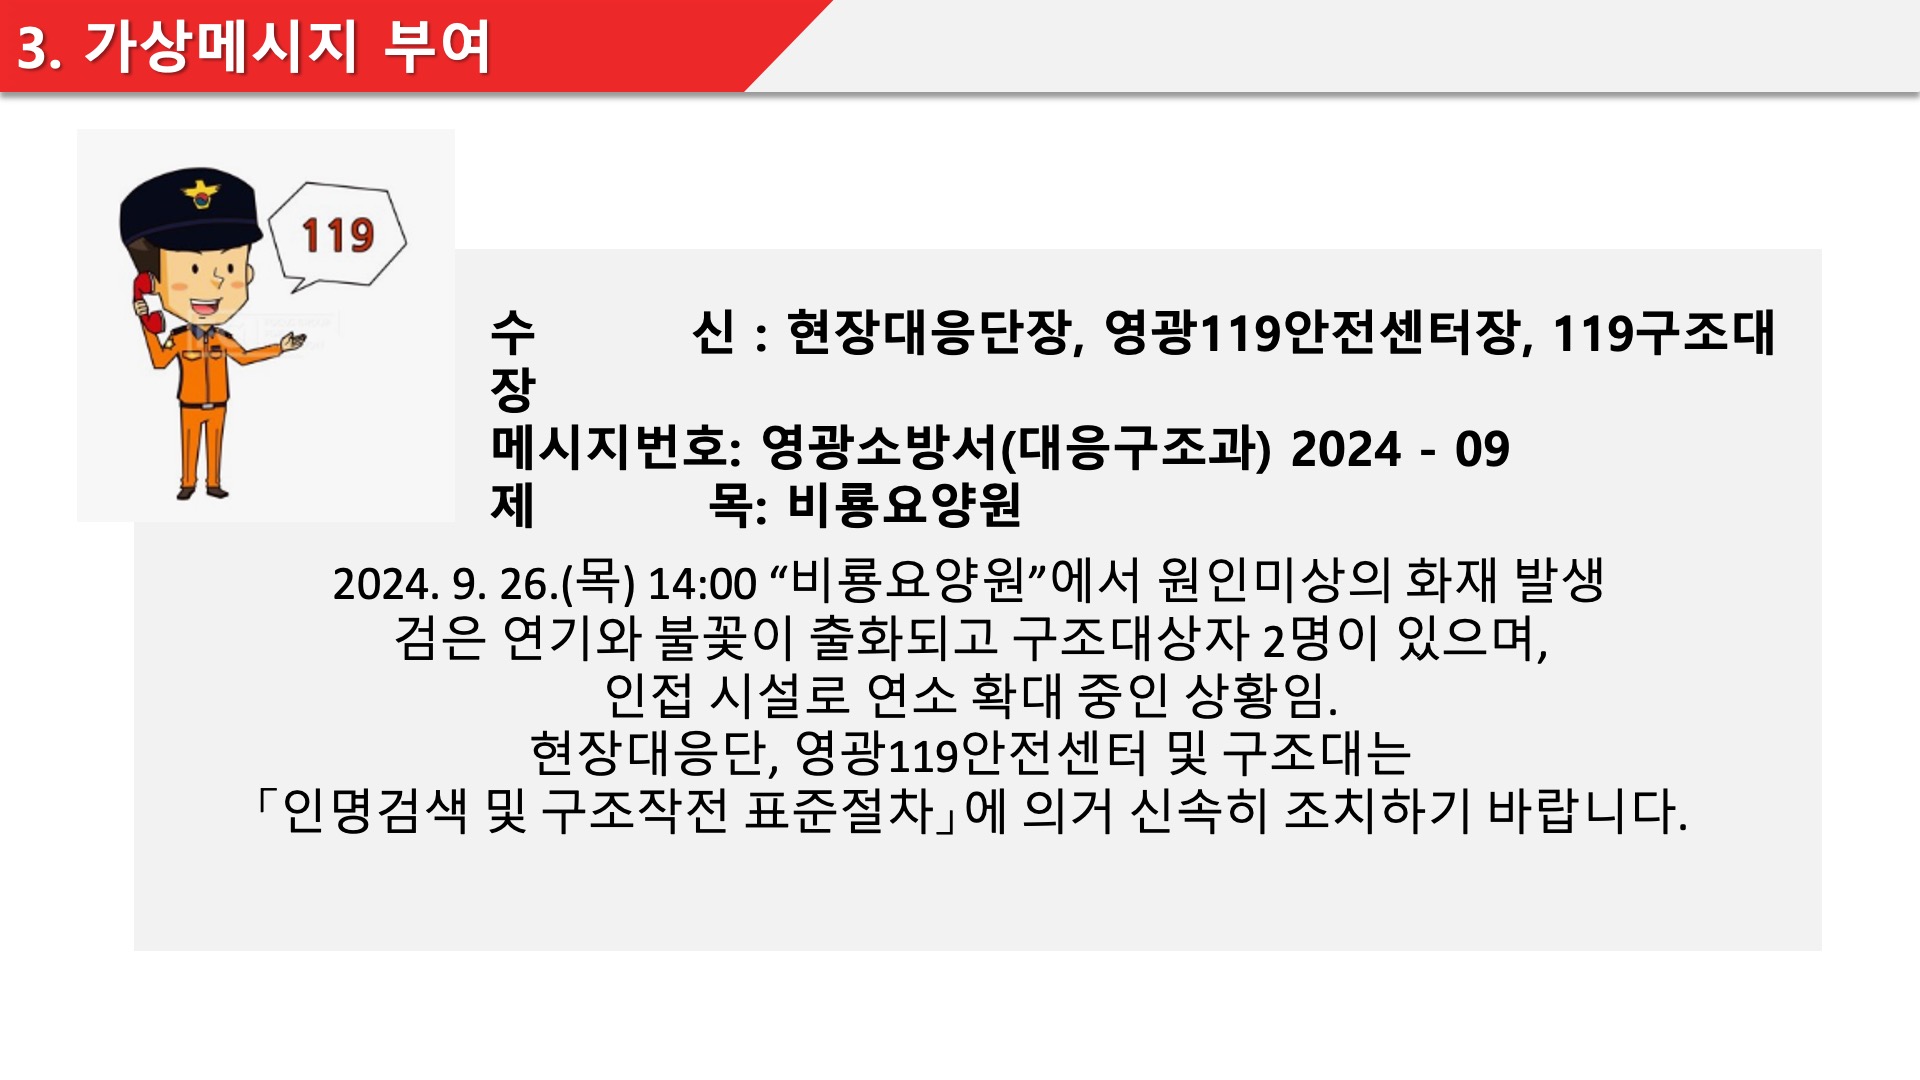 3. 가상메시지 부여
119
수 신 : 현장대응단장, 영광119안전센터장, 119구조대
장
메시지번호: 영광소방서(대응구조과) 2024 - 09
제 목: 비룡요양원
2024. 9. 26.(목) 14:00 “비룡요양원”에서 원인미상의 화재 발생
검은 연기와 불꽃이 출화되고 구조대상자 2명이 있으며,
인접 시설로 연소 확대 중인 상황임.
현장대응단, 영광119안전센터 및 구조대는
｢인명검색 및 구조작전 표준절차｣에 의거 신속히 조치하기 바랍니다.